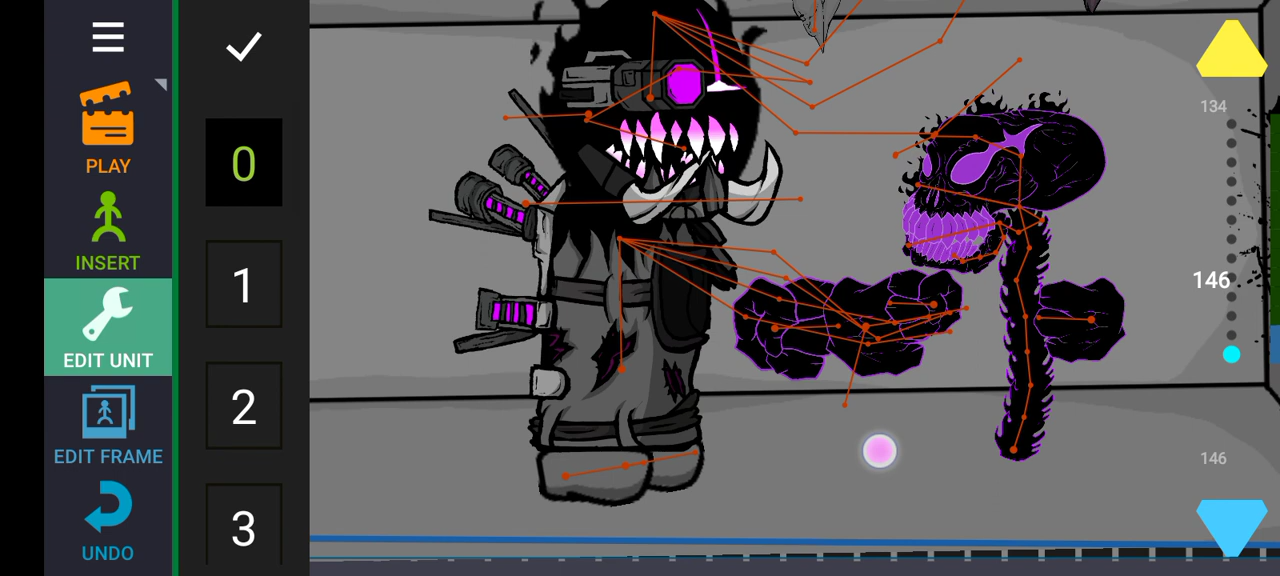 PLAY
INSERT
EDIT UNIT
EDIT FRAME
UNDO
0
1
2
3
134
146
146